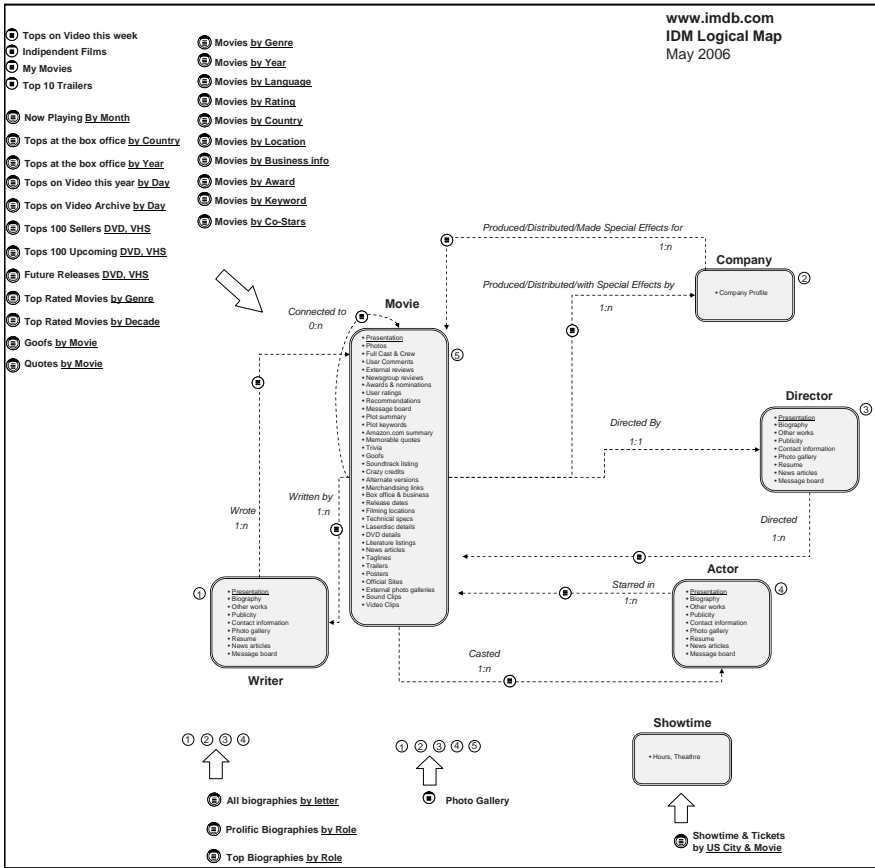 www.imdb.com
IDM Logical Map
May 2006
Tops on Video this week
Indipendent Films
My Movies
Top 10 Trailers
Now Playing By Month
Tops at the box office by Country
Tops at the box office by Year
Tops on Video this year by Day
Tops on Video Archive by Day
Tops 100 Sellers DVD, VHS
Tops 100 Upcoming DVD, VHS
Future Releases DVD, VHS
Top Rated Movies by Genre
Top Rated Movies by Decade
Goofs by Movie
Quotes by Movie
Movies by Genre
Movies by Year
Movies by Language
Movies by Rating
Movies by Country
Movies by Location
Movies by Business info
Movies by Award
Movies by Keyword
Movies by Co-Stars
Produced/Distributed/Made Special Effects for
1:n
Company
2
• Company Profile
Produced/Distributed/with Special Effects by
1:n
Connected to
0:n
Movie
5
• Presentation
• Photos
• Full Cast & Crew
• User Comments
• External reviews
• Newsgroup reviews
• Awards & nominations
• User ratings
• Recommendations
• Message board
• Plot summary
• Plot keywords
• Amazon.com summary
• Memorable quotes
• Trivia
• Goofs
• Soundtrack listing
• Crazy credits
• Alternate versions
• Merchandising links
• Box office & business
• Release dates
• Filming locations
• Technical specs
• Laserdisc details
• DVD details
• Literature listings
• News articles
• Taglines
• Trailers
• Posters
• Official Sites
• External photo galleries
• Sound Clips
• Video Clips
Director
3
• Presentation
• Biography
• Other works
• Publicity
• Contact information
• Photo gallery
• Resume
• News articles
• Message board
Directed By
1:1
Directed
1:n
Wrote
1:n
Written by
1:n
Actor
4
• Presentation
• Biography
• Other works
• Publicity
• Contact information
• Photo gallery
• Resume
• News articles
• Message board
Starred in
1:n
Casted
1:n
1
• Presentation
• Biography
• Other works
• Publicity
• Contact information
• Photo gallery
• Resume
• News articles
• Message board
Writer
1 2 3 4
All biographies by letter
Prolific Biographies by Role
Top Biographies by Role
1 2 3 4 5
Photo Gallery
Showtime
• Hours, Theathre
Showtime & Tickets
by US City & Movie